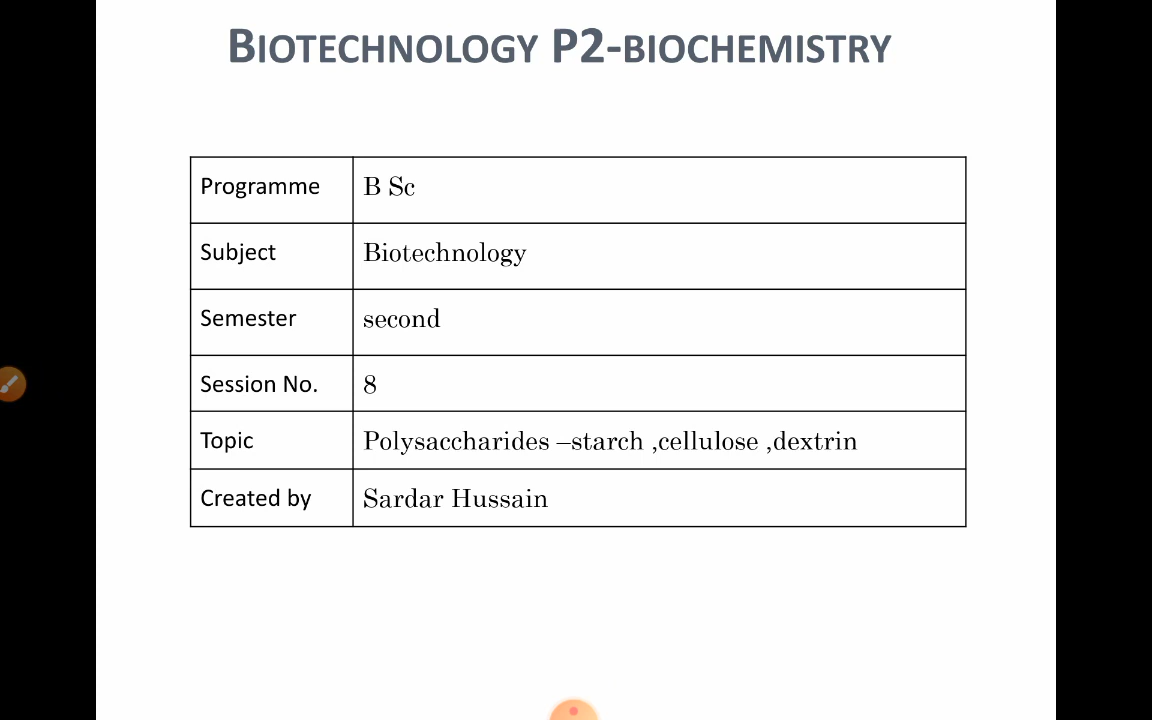 BIOTECHNOLOGY P2-BIOCHEMISTRY
Programme B Sc
Subject Biotechnology
Semester second
Session No. 8
Topic Polysaccharides –starch ,cellulose ,dextrin
Created by Sardar Hussain